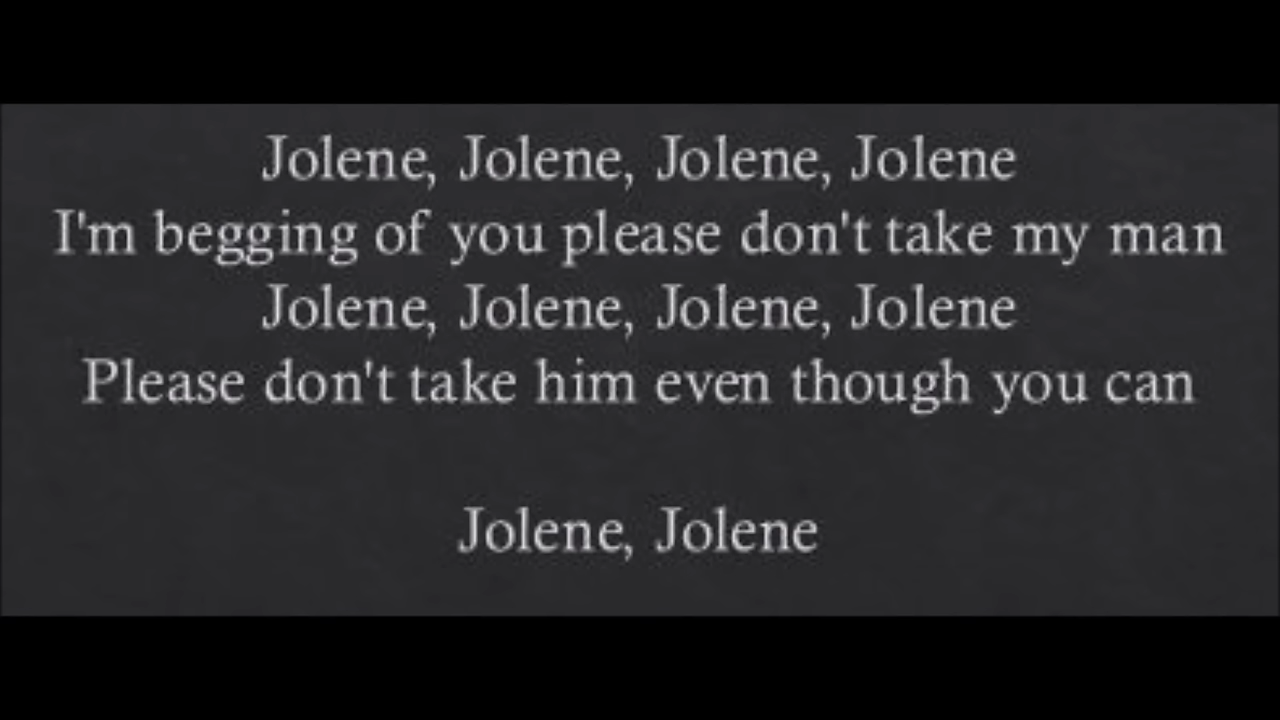 Jolene, Jolene, Jolene, Jolene
I'm begging of you please don't take my man
Jolene, Jolene, Jolene, Jolene
Please don't take him even though you can
Jolene, Jolene